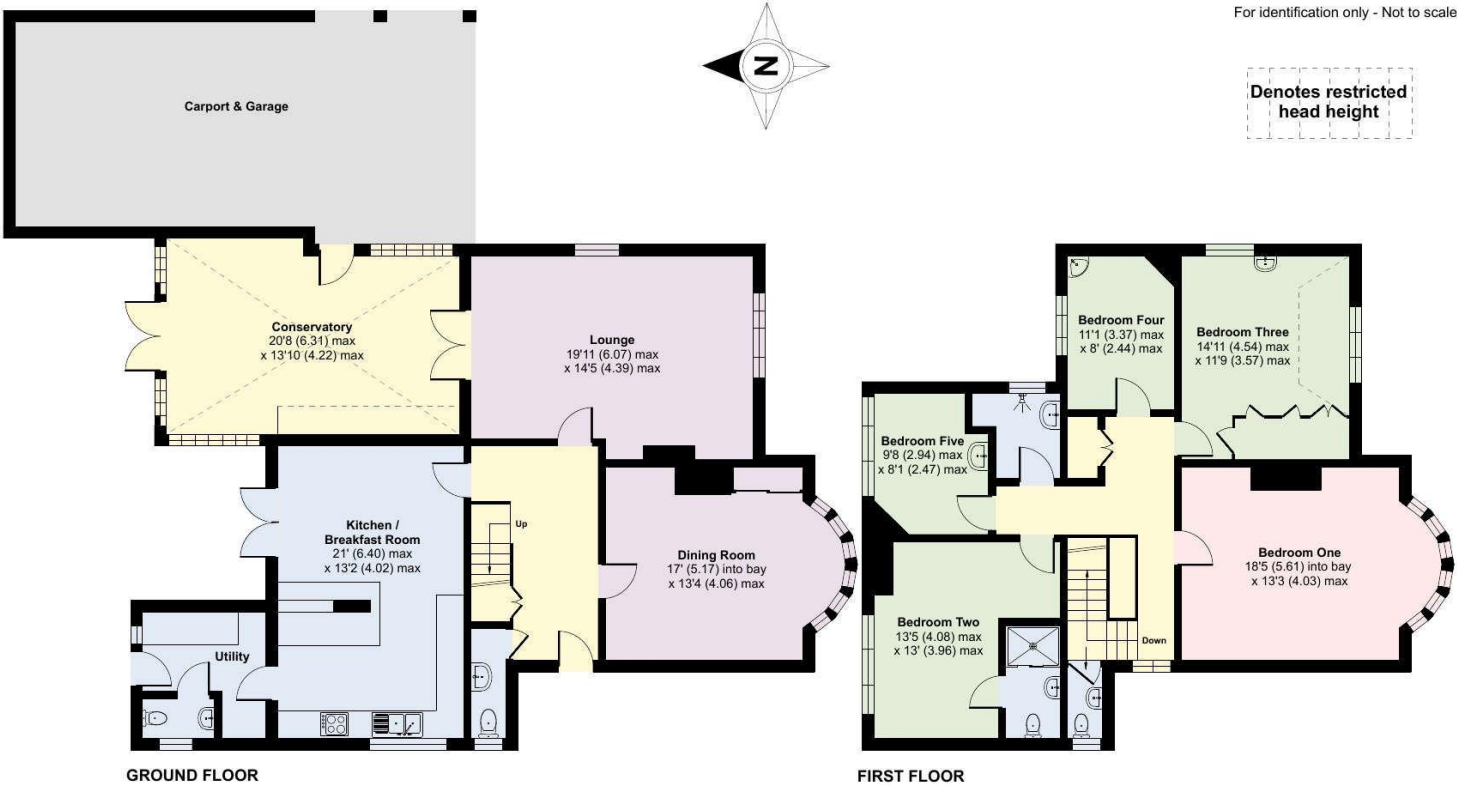 For identification only - Not to scale
N
Denotes restricted
head height
Carport & Garage
Conservatory
20'8 (6.31) max
x 13'10 (4.22) max
Lounge
19'11 (6.07) max
x 14'5 (4.39) max
Kitchen /
Breakfast Room
21' (6.40) max
x 13'2 (4.02) max
Up
Dining Room
17' (5.17) into bay
x 13'4 (4.06) max
Utility
GROUND FLOOR
Bedroom Four
11'1 (3.37) max
x 8' (2.44) max
Bedroom Three
14'11 (4.54) max
x 11'9 (3.57) max
Bedroom Five
9'8 (2.94) max
x 8'1 (2.47) max
Bedroom One
18'5 (5.61) into bay
x 13'3 (4.03) max
Bedroom Two
13'5 (4.08) max
x 13' (3.96) max
Down
FIRST FLOOR